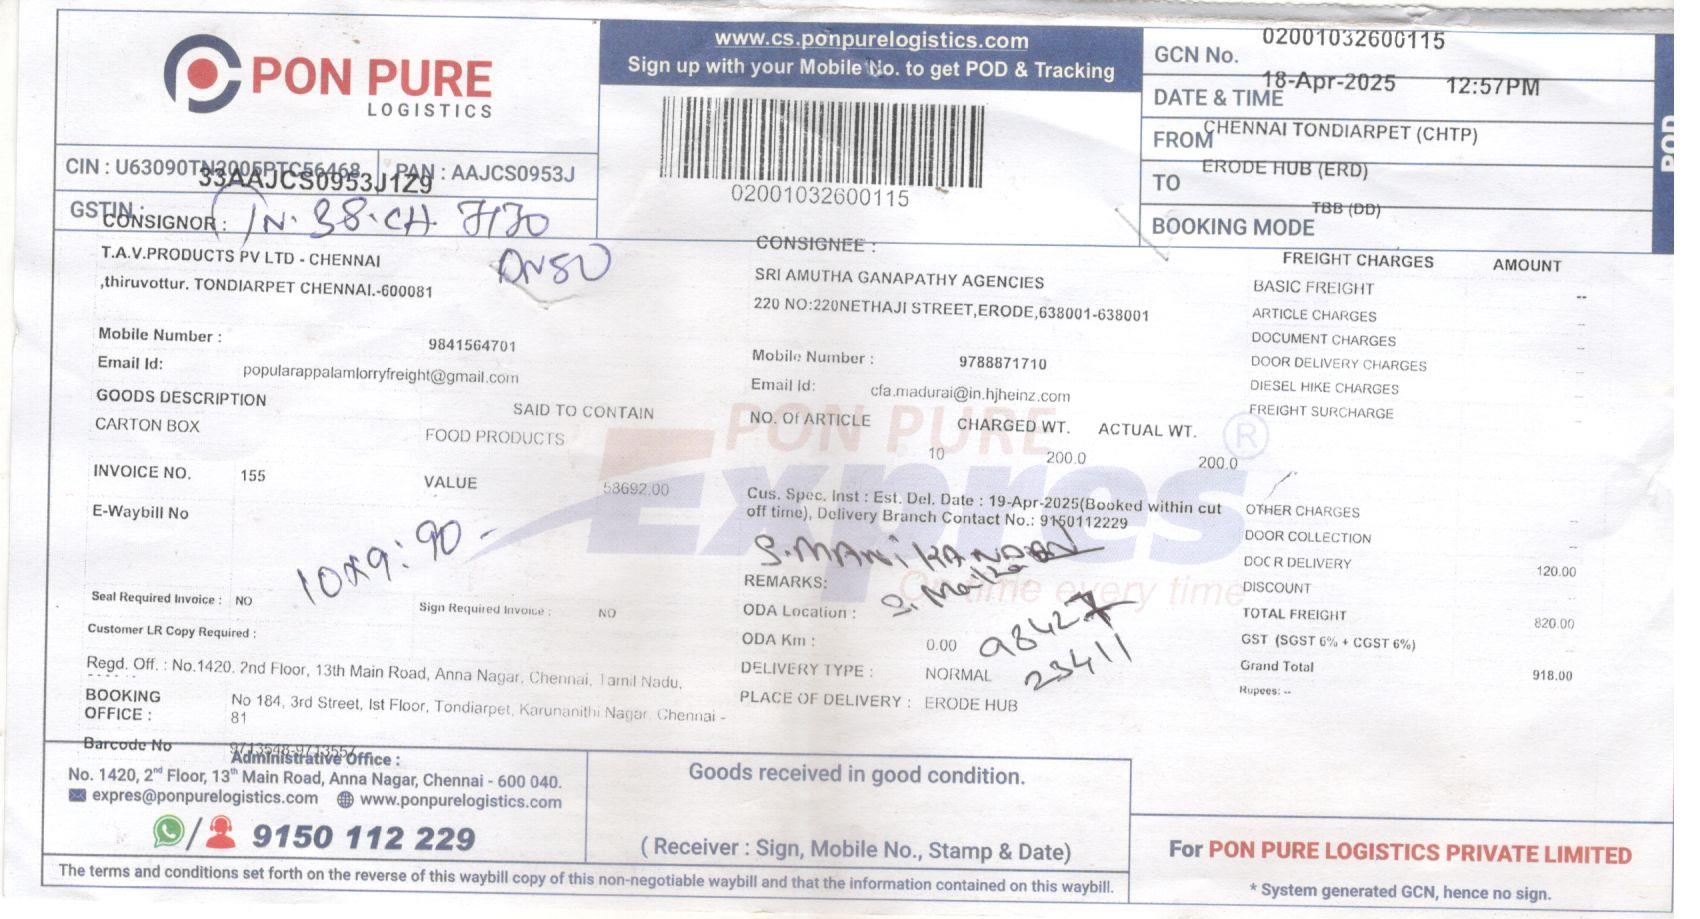 PON PURE
LOGISTICS
www.cs.ponpurelogistics.com
Sign up with your Mobile No. to get POD & Tracking
02001032600115
GCN No. 02001032600115
DATE & TIME 18-Apr-2025 12:57PM
FROM CHENNAI TONDIARPET (CHTP)
TO ERODE HUB (ERD)
BOOKING MODE TBB (DD)
POD
CIN : U63090TN2005PTC56468 PAN : AAJCS0953J
GSTIN : 33AAJCS0953J1Z9
CONSIGNOR :
T.A.V.PRODUCTS PV LTD - CHENNAI
,thiruvottur. TONDIARPET CHENNAI.-600081
Mobile Number : 9841564701
Email Id: popularappalamlorryfreight@gmail.com
GOODS DESCRIPTION SAID TO CONTAIN
CARTON BOX FOOD PRODUCTS
INVOICE NO. 155 VALUE 58692.00
E-Waybill No
10x9:90-
Seal Required Invoice : NO Sign Required Invoice : NO
Customer LR Copy Required :
Regd. Off. : No.1420. 2nd Floor, 13th Main Road, Anna Nagar, Chennai, Tamil Nadu,
BOOKING OFFICE : No 184, 3rd Street, Ist Floor, Tondiarpet, Karunanithi Nagar, Chennai -
81
Barcode No 9713548-9713557
CONSIGNEE :
SRI AMUTHA GANAPATHY AGENCIES
220 NO:220NETHAJI STREET,ERODE,638001-638001
Mobile Number : 9788871710
Email Id: cfa.madurai@in.hjheinz.com
NO. Of ARTICLE CHARGED WT. ACTUAL WT.
10 200.0 200.0
PON PURE
Expres ®
On time every time
Cus. Spec. Inst : Est. Del. Date : 19-Apr-2025(Booked within cut
off time), Delivery Branch Contact No.: 9150112229
S. MANIKANDAN
REMARKS:
ODA Location :
ODA Km : 0.00
98427
23411
DELIVERY TYPE : NORMAL
PLACE OF DELIVERY : ERODE HUB
FREIGHT CHARGES AMOUNT
BASIC FREIGHT --
ARTICLE CHARGES --
DOCUMENT CHARGES --
DOOR DELIVERY CHARGES --
DIESEL HIKE CHARGES --
FREIGHT SURCHARGE --
OTHER CHARGES --
DOOR COLLECTION --
DOOR DELIVERY 120.00
DISCOUNT
TOTAL FREIGHT 820.00
GST (SGST 6% + CGST 6%)
Grand Total 918.00
Rupees: --
Administrative Office :
No. 1420, 2nd Floor, 13th Main Road, Anna Nagar, Chennai - 600 040.
expres@ponpurelogistics.com www.ponpurelogistics.com
9150 112 229
Goods received in good condition.
( Receiver : Sign, Mobile No., Stamp & Date)
For PON PURE LOGISTICS PRIVATE LIMITED
* System generated GCN, hence no sign.
The terms and conditions set forth on the reverse of this waybill copy of this non-negotiable waybill and that the information contained on this waybill.